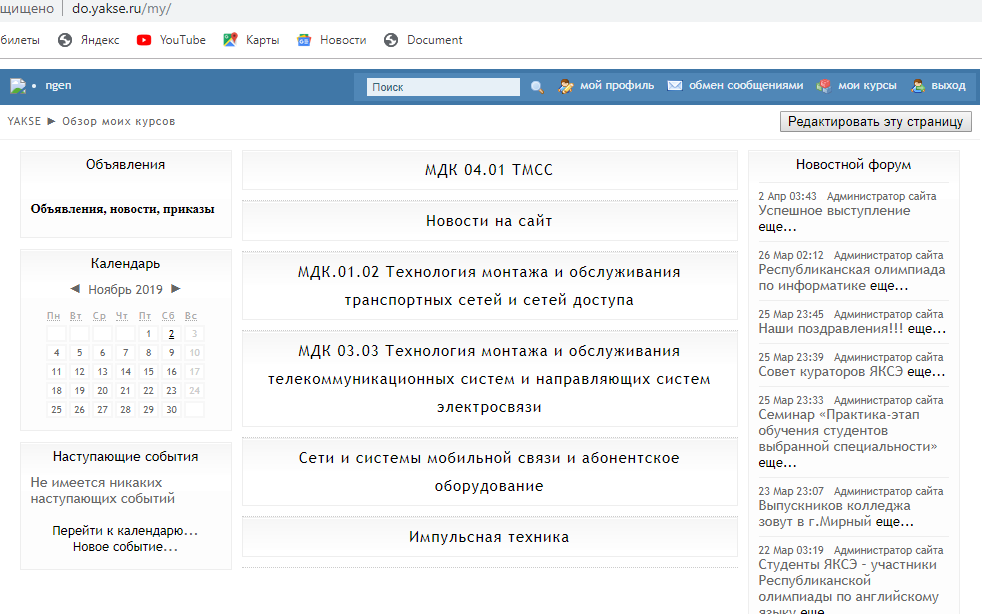 щищено do.yakse.ru/my/
билеты Яндекс YouTube Карты Новости Document
ngen Поиск мой профиль обмен сообщениями мои курсы выход
YAKSE ► Обзор моих курсов Редактировать эту страницу
Объявления
Объявления, новости, приказы
Календарь
◄ Ноябрь 2019 ►
Пн Вт Ср Чт Пт Сб Вс
1 2 3
4 5 6 7 8 9 10
11 12 13 14 15 16 17
18 19 20 21 22 23 24
25 26 27 28 29 30
Наступающие события
Не имеется никаких
наступающих событий
Перейти к календарю...
Новое событие...
МДК 04.01 ТМСС
Новости на сайт
МДК.01.02 Технология монтажа и обслуживания
транспортных сетей и сетей доступа
МДК 03.03 Технология монтажа и обслуживания
телекоммуникационных систем и направляющих систем
электросвязи
Сети и системы мобильной связи и абонентское
оборудование
Импульсная техника
Новостной форум
2 Апр 03:43 Администратор сайта
Успешное выступление
еще...
26 Мар 02:12 Администратор сайта
Республиканская олимпиада
по информатике еще...
25 Мар 23:45 Администратор сайта
Наши поздравления!!! еще...
25 Мар 23:39 Администратор сайта
Совет кураторов ЯКСЭ еще...
25 Мар 23:33 Администратор сайта
Семинар «Практика-этап
обучения студентов
выбранной специальности»
еще...
23 Мар 23:07 Администратор сайта
Выпускников колледжа
зовут в г.Мирный еще...
22 Мар 03:19 Администратор сайта
Студенты ЯКСЭ - участники
Республиканской
олимпиады по английскому
языку еще